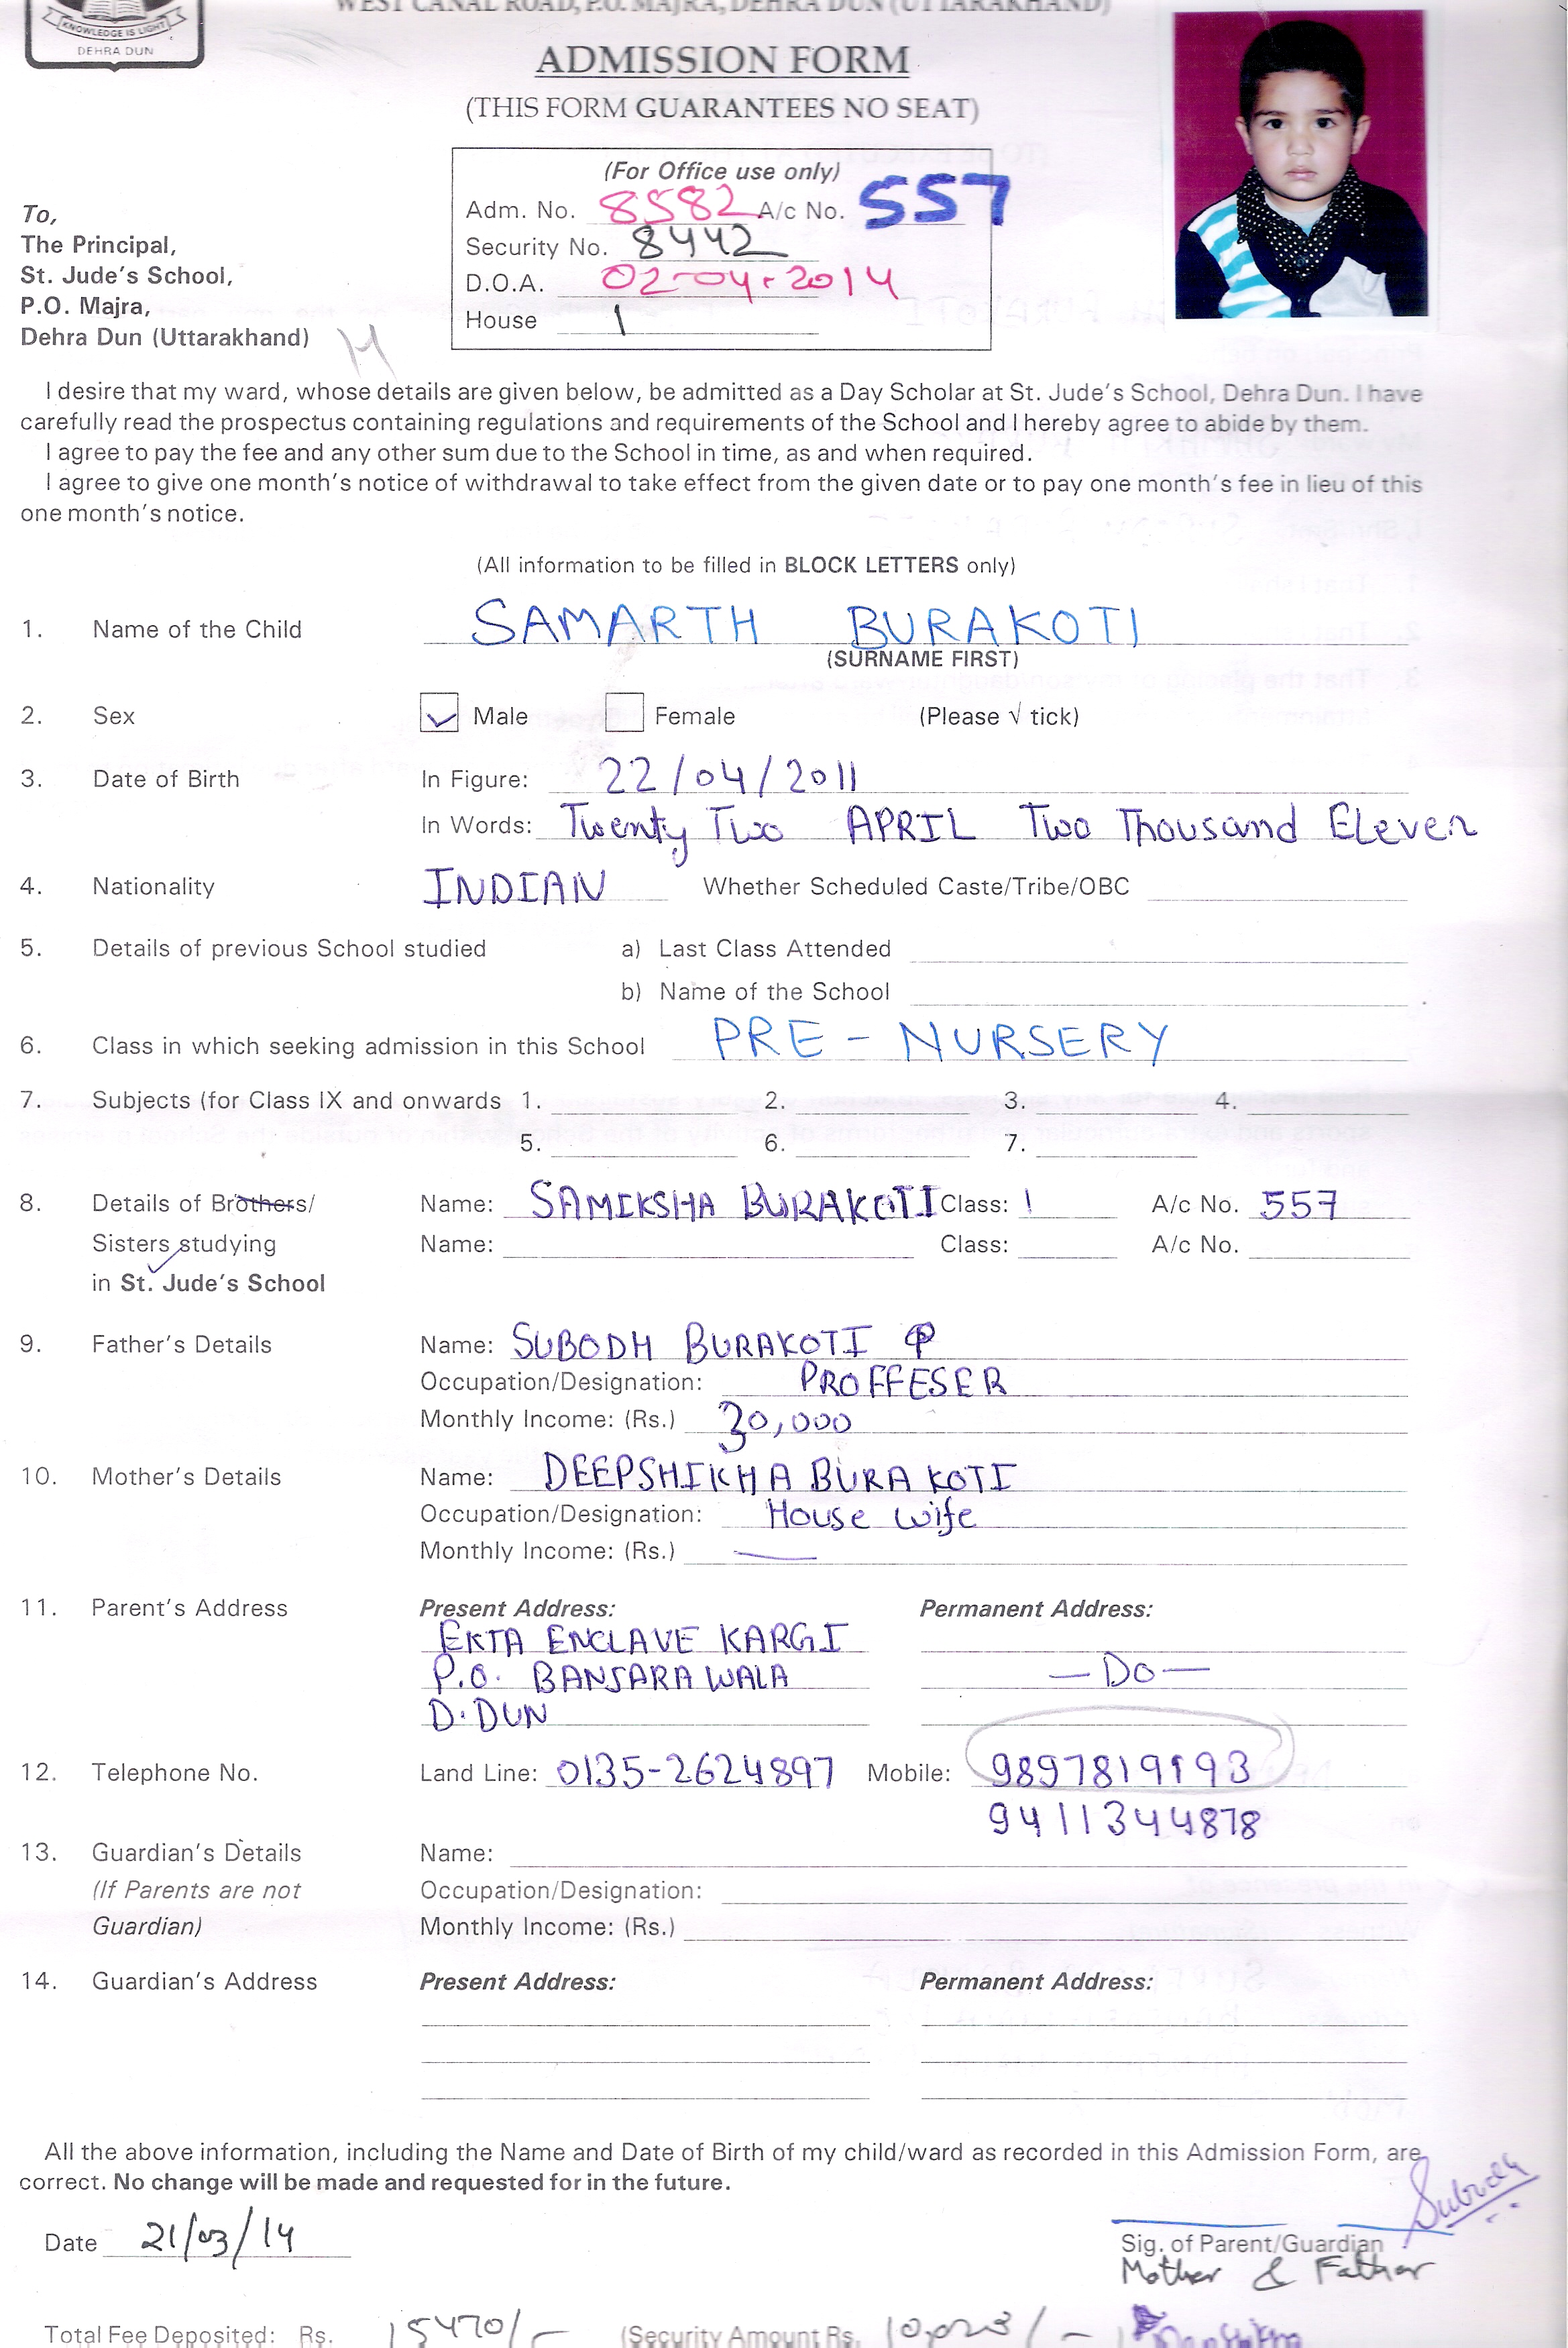 KNOWLEDGE IS LIGHT
DEHRA DUN
WEST CANAL ROAD, P.O. MAJRA, DEHRA DUN (UTTARAKHAND)
ADMISSION FORM
(THIS FORM GUARANTEES NO SEAT)
(For Office use only)
Adm. No. 8582 A/c No. 557
Security No. 8442
D.O.A. 02-04-2014
House 1
To,
The Principal,
St. Jude's School,
P.O. Majra,
Dehra Dun (Uttarakhand)
I desire that my ward, whose details are given below, be admitted as a Day Scholar at St. Jude's School, Dehra Dun. I have
carefully read the prospectus containing regulations and requirements of the School and I hereby agree to abide by them.
I agree to pay the fee and any other sum due to the School in time, as and when required.
I agree to give one month's notice of withdrawal to take effect from the given date or to pay one month's fee in lieu of this
one month's notice.
(All information to be filled in BLOCK LETTERS only)
1. Name of the Child SAMARTH BURAKOTI
(SURNAME FIRST)
2. Sex Male Female (Please √ tick)
3. Date of Birth In Figure: 22/04/2011
In Words: Twenty Two APRIL Two Thousand Eleven
4. Nationality INDIAN Whether Scheduled Caste/Tribe/OBC
5. Details of previous School studied a) Last Class Attended
b) Name of the School
6. Class in which seeking admission in this School PRE - NURSERY
7. Subjects (for Class IX and onwards 1. 2. 3. 4.
5. 6. 7.
8. Details of Brothers/ Name: SAMIKSHA BURAKOTI Class: 1 A/c No. 557
Sisters studying Name: Class: A/c No.
in St. Jude's School
9. Father's Details Name: SUBODH BURAKOTI
Occupation/Designation: PROFFESER
Monthly Income: (Rs.) 30,000
10. Mother's Details Name: DEEPSHIKHA BURAKOTI
Occupation/Designation: House wife
Monthly Income: (Rs.) —
11. Parent's Address Present Address: Permanent Address:
EKTA ENCLAVE KARGI
P.O. BANJARAWALA — DO —
D.DUN
12. Telephone No. Land Line: 0135-2624897 Mobile: 9897819193
9411344878
13. Guardian's Details Name:
(If Parents are not Occupation/Designation:
Guardian) Monthly Income: (Rs.)
14. Guardian's Address Present Address: Permanent Address:
All the above information, including the Name and Date of Birth of my child/ward as recorded in this Admission Form, are
correct. No change will be made and requested for in the future.
Subodh
Date 21/03/14 Sig. of Parent/Guardian
Mother & Father
Total Fee Deposited: Rs. 15470/- (Security Amount Rs.